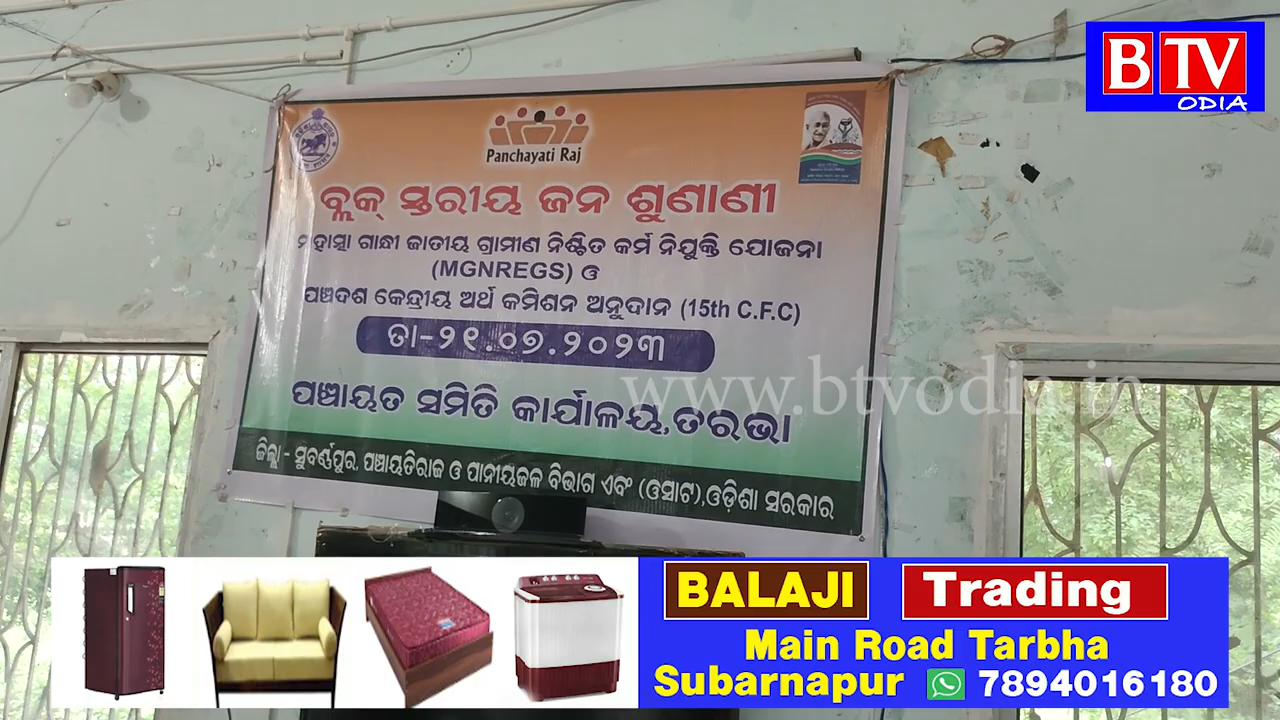 BTV
ODIA
Panchayati Raj
ବ୍ଲକ୍ ସ୍ତରୀୟ ଜନ ଶୁଣାଣୀ
ମହାତ୍ମା ଗାନ୍ଧୀ ଜାତୀୟ ଗ୍ରାମୀଣ ନିଶ୍ଚିତ କର୍ମ ନିଯୁକ୍ତି ଯୋଜନା
(MGNREGS) ଓ
ପଞ୍ଚଦଶ କେନ୍ଦ୍ରୀୟ ଅର୍ଥ କମିଶନ ଅନୁଦାନ (15th C.F.C)
ତା-୨୧.୦୭.୨୦୨୩
www.btvodia.in
ପଞ୍ଚାୟତ ସମିତି କାର୍ଯାଳୟ,ତରଭା
ଜିଲ୍ଲା - ସୁବର୍ଣ୍ଣପୁର, ପଞ୍ଚାୟତିରାଜ ଓ ପାନୀୟଜଳ ବିଭାଗ ଏବଂ (ଓସାଟ),ଓଡ଼ିଶା ସରକାର
BALAJI Trading
Main Road Tarbha
Subarnapur 7894016180